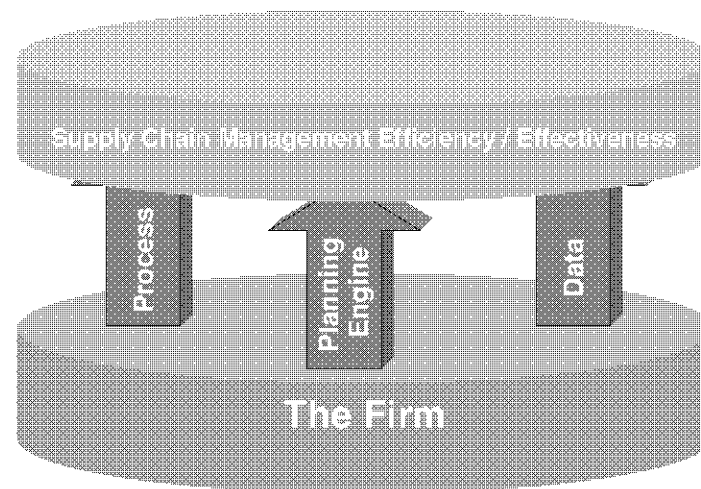 Supply Chain Management Efficiency / Effectiveness
Process
Planning
Engine
Data
The Firm